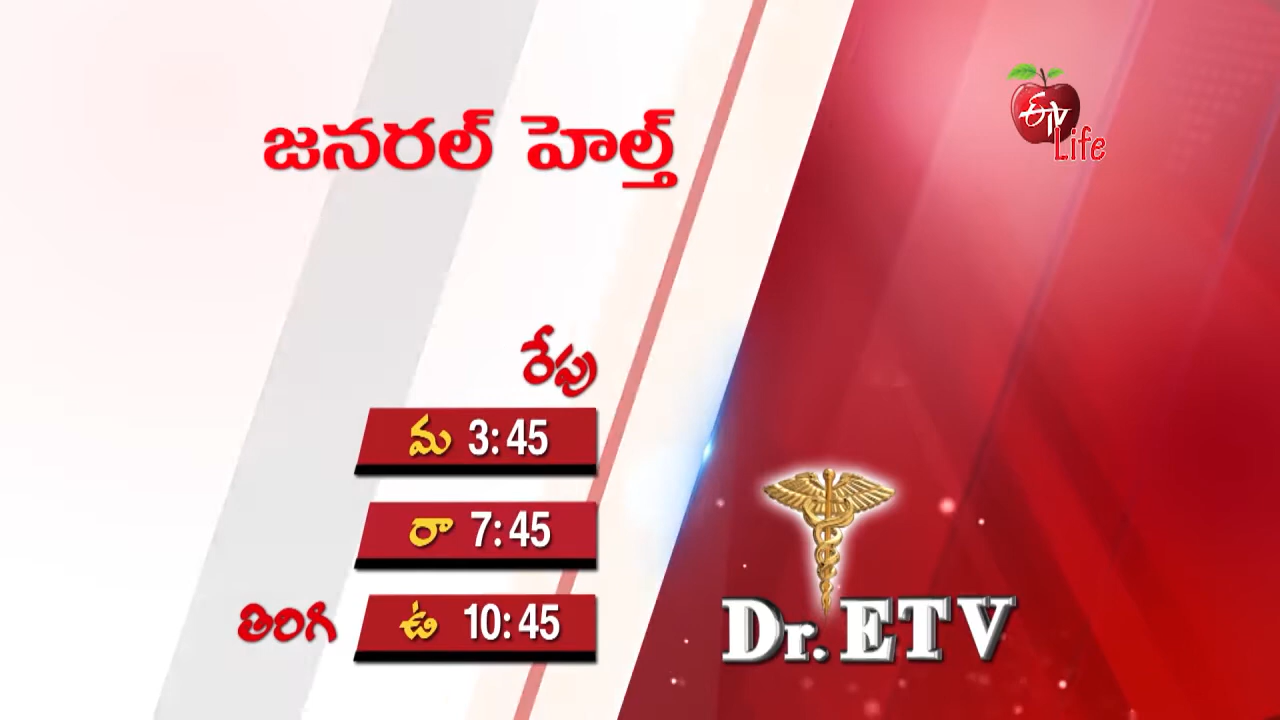 జనరల్ హెల్త్
ETV
Life
రేపు
మ 3:45
రా 7:45
తిరిగి ఉ 10:45
Dr. ETV